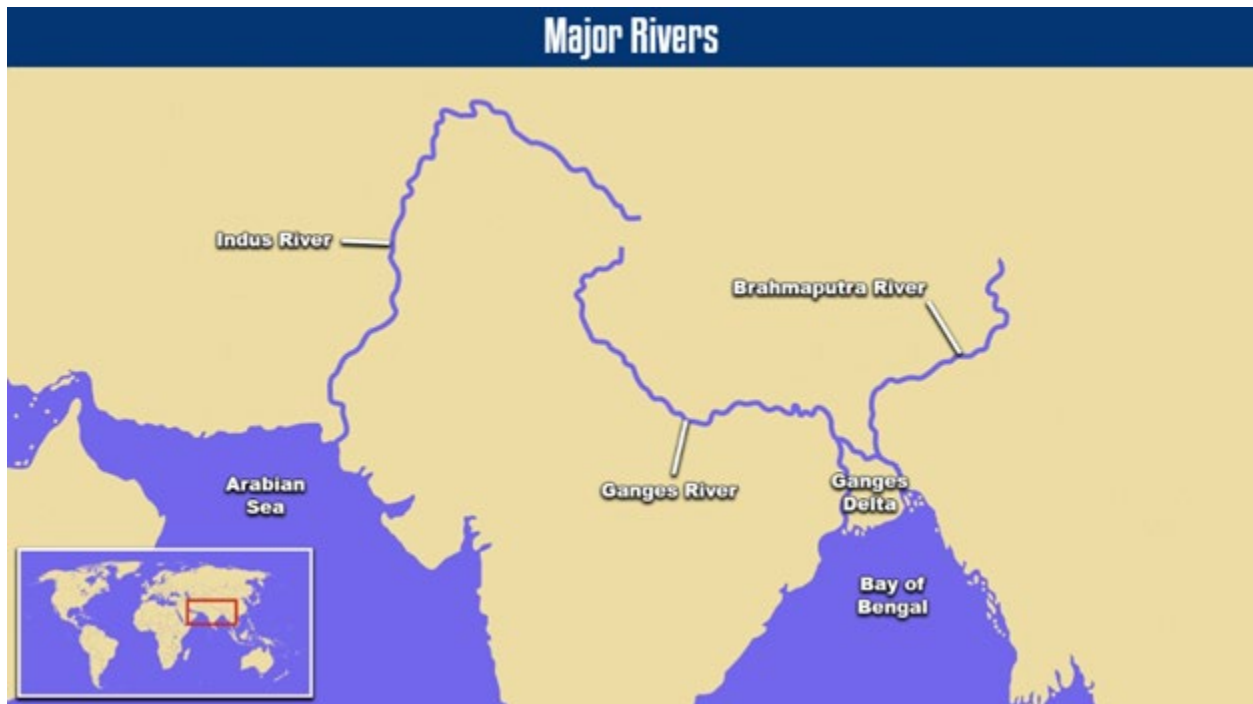 Major Rivers
Indus River
Brahmaputra River
Arabian
Sea
Ganges River
Ganges
Delta
Bay of
Bengal